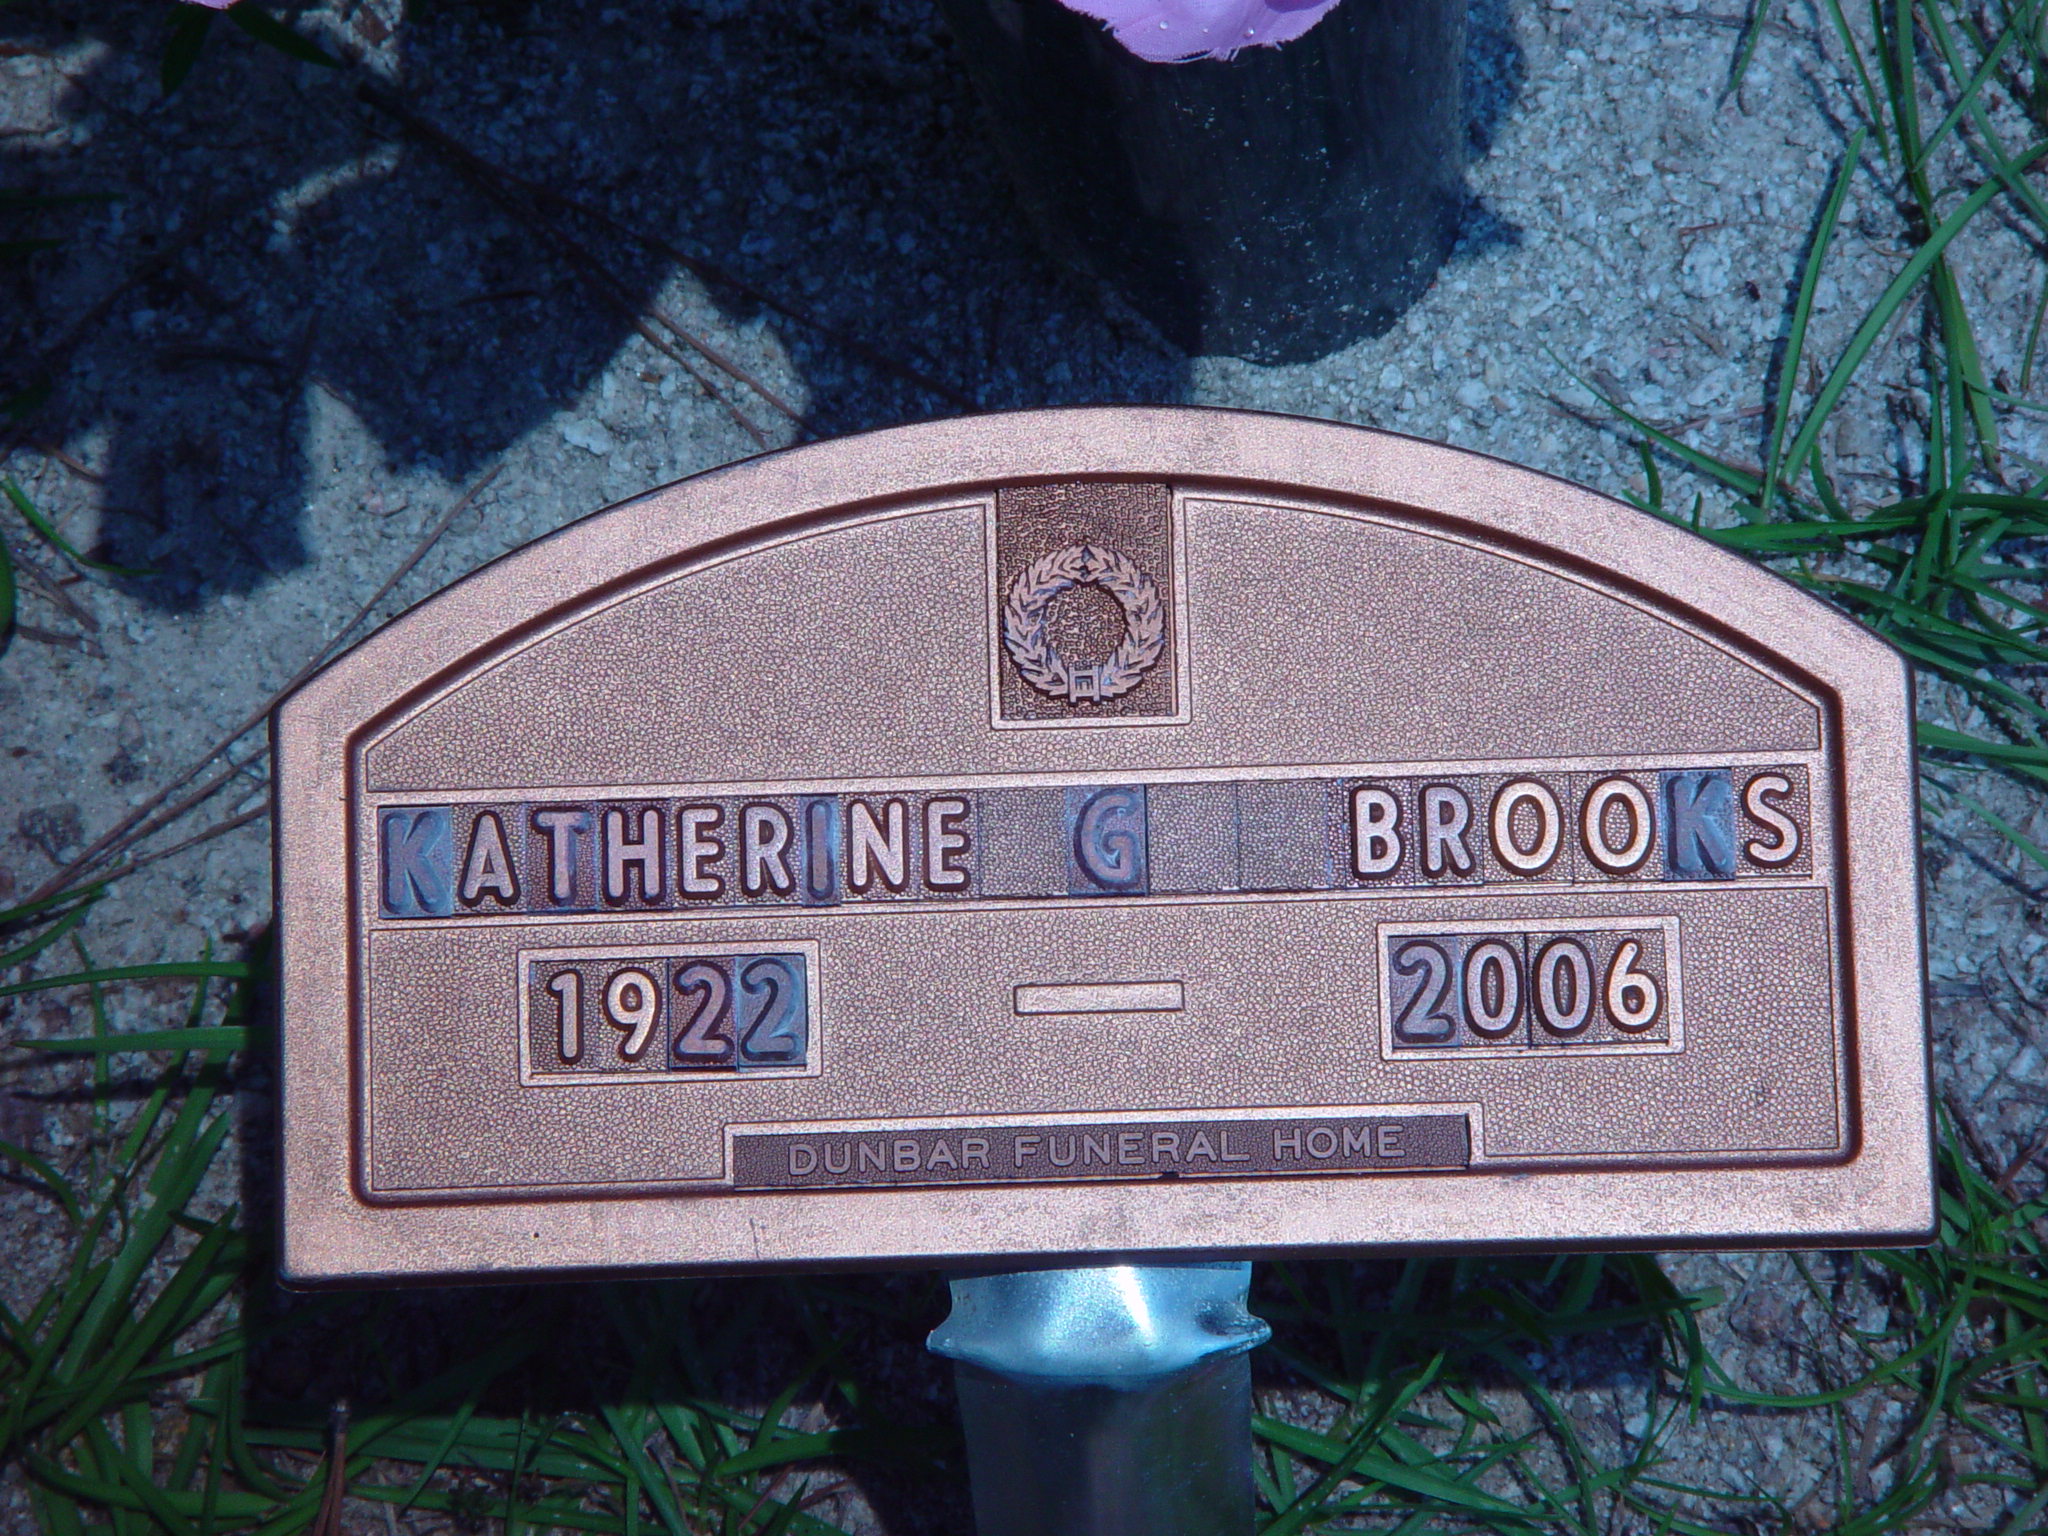 KATHERINE G BROOKS
1922 — 2006
DUNBAR FUNERAL HOME